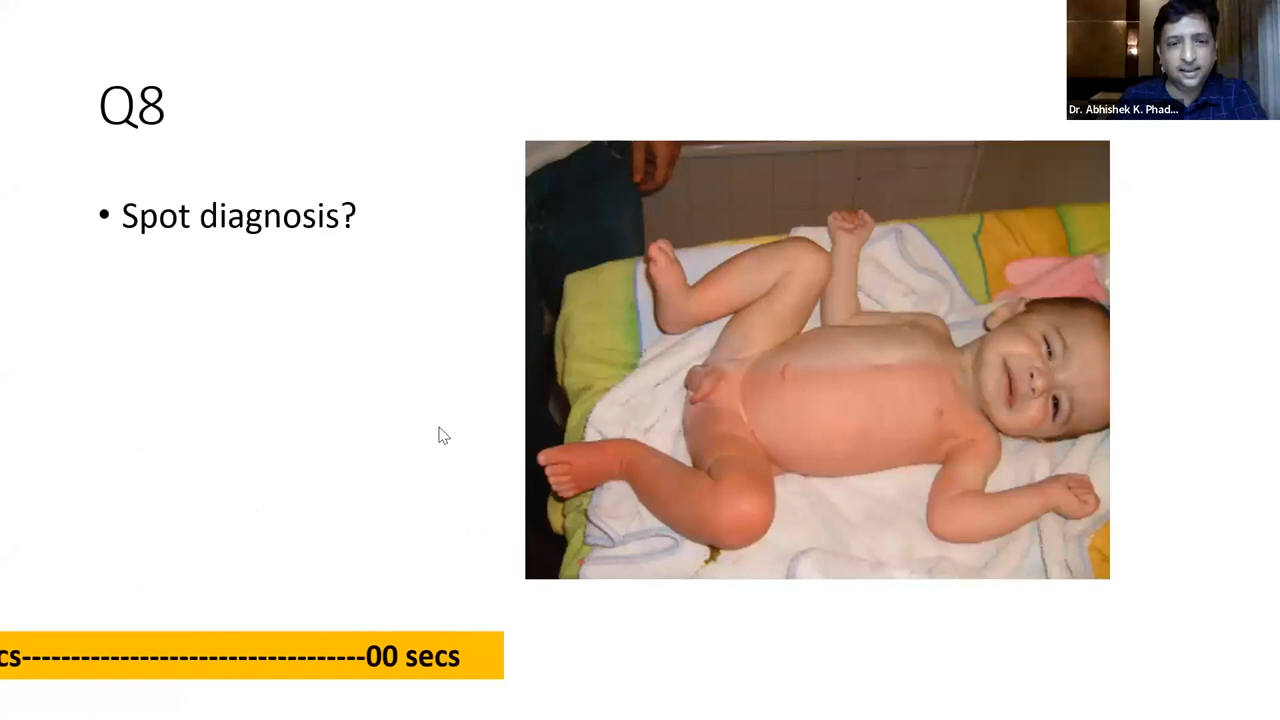 Dr. Abhishek K. Phad...
Q8
• Spot diagnosis?
cs-----------------------------------00 secs